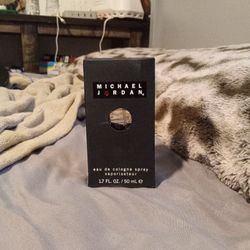 MICHAEL
JORDAN
eau de cologne spray
vaporisateur
1.7 FL. OZ. / 50 ml ℮